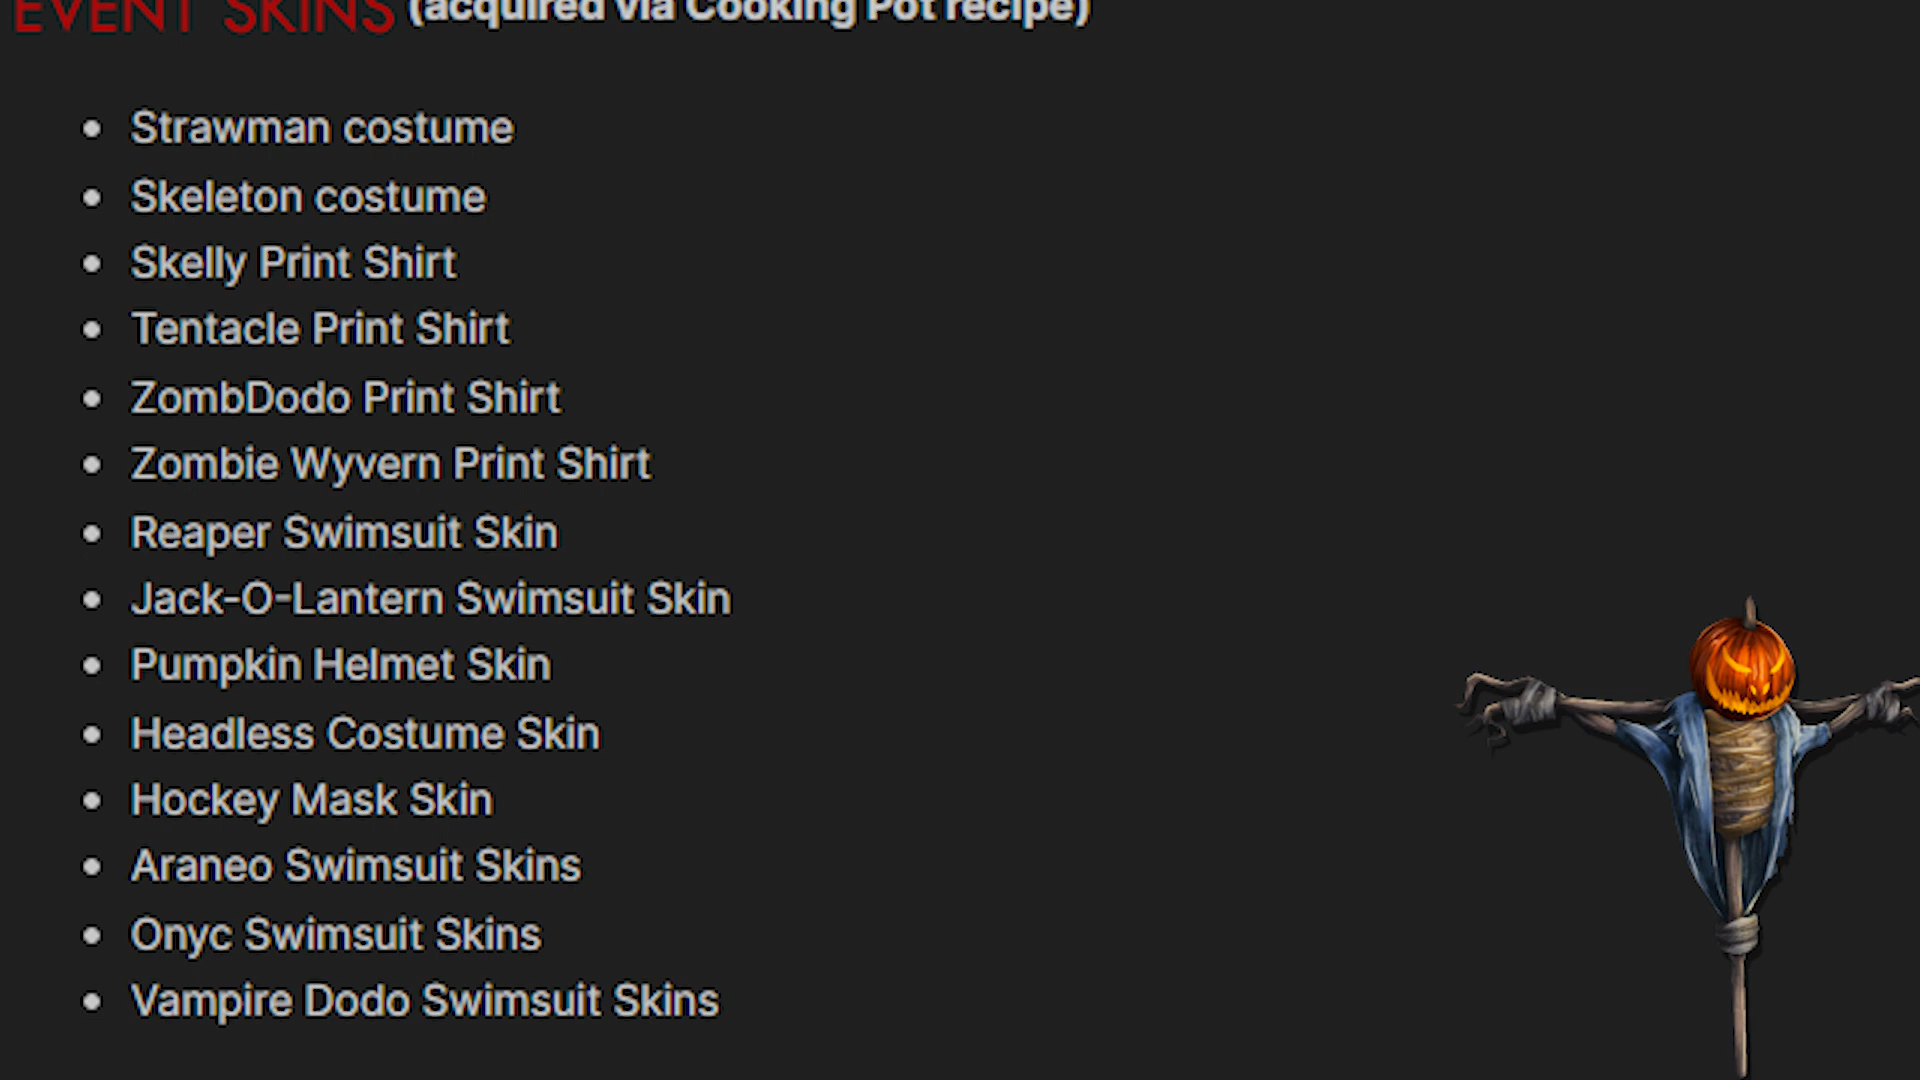 EVENT SKINS (acquired via Cooking Pot recipe)
Strawman costume
Skeleton costume
Skelly Print Shirt
Tentacle Print Shirt
ZombDodo Print Shirt
Zombie Wyvern Print Shirt
Reaper Swimsuit Skin
Jack-O-Lantern Swimsuit Skin
Pumpkin Helmet Skin
Headless Costume Skin
Hockey Mask Skin
Araneo Swimsuit Skins
Onyc Swimsuit Skins
Vampire Dodo Swimsuit Skins